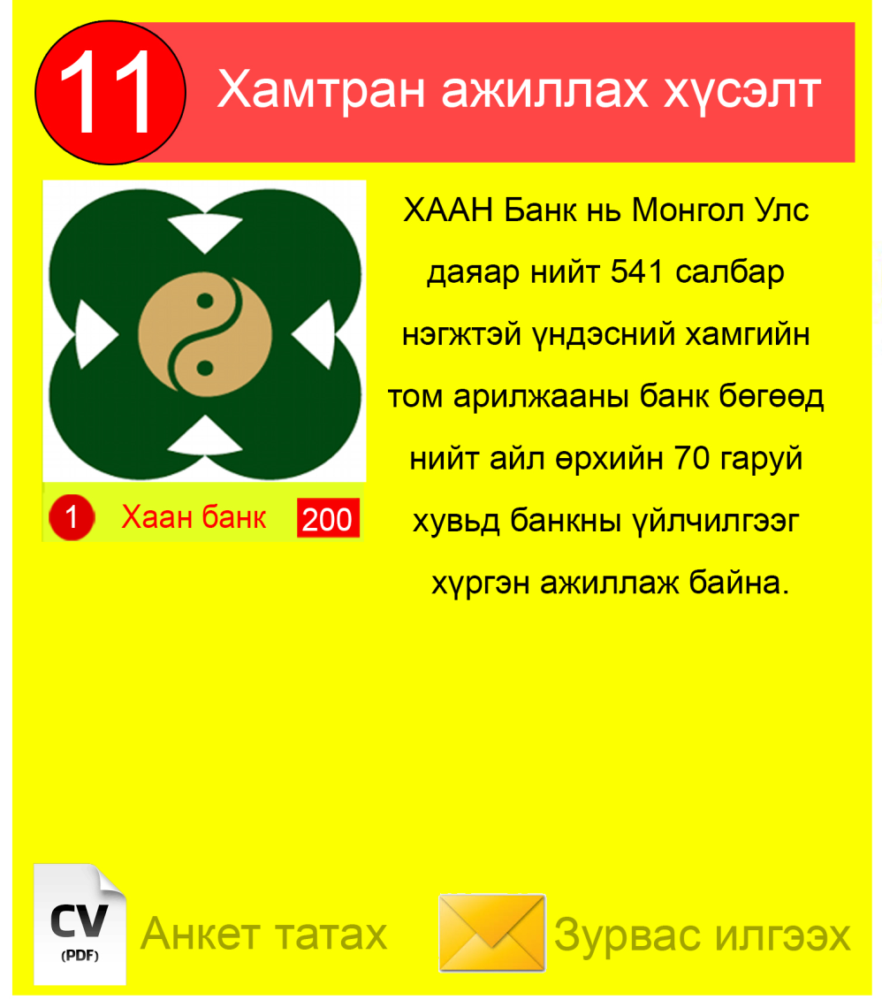 11
Хамтран ажиллах хүсэлт
ХААН Банк нь Монгол Улс
даяар нийт 541 салбар
нэгжтэй үндэсний хамгийн
том арилжааны банк бөгөөд
нийт айл өрхийн 70 гаруй
хувьд банкны үйлчилгээг
хүргэн ажиллаж байна.
1 Хаан банк 200
CV
(PDF)
Анкет татах
Зурвас илгээх